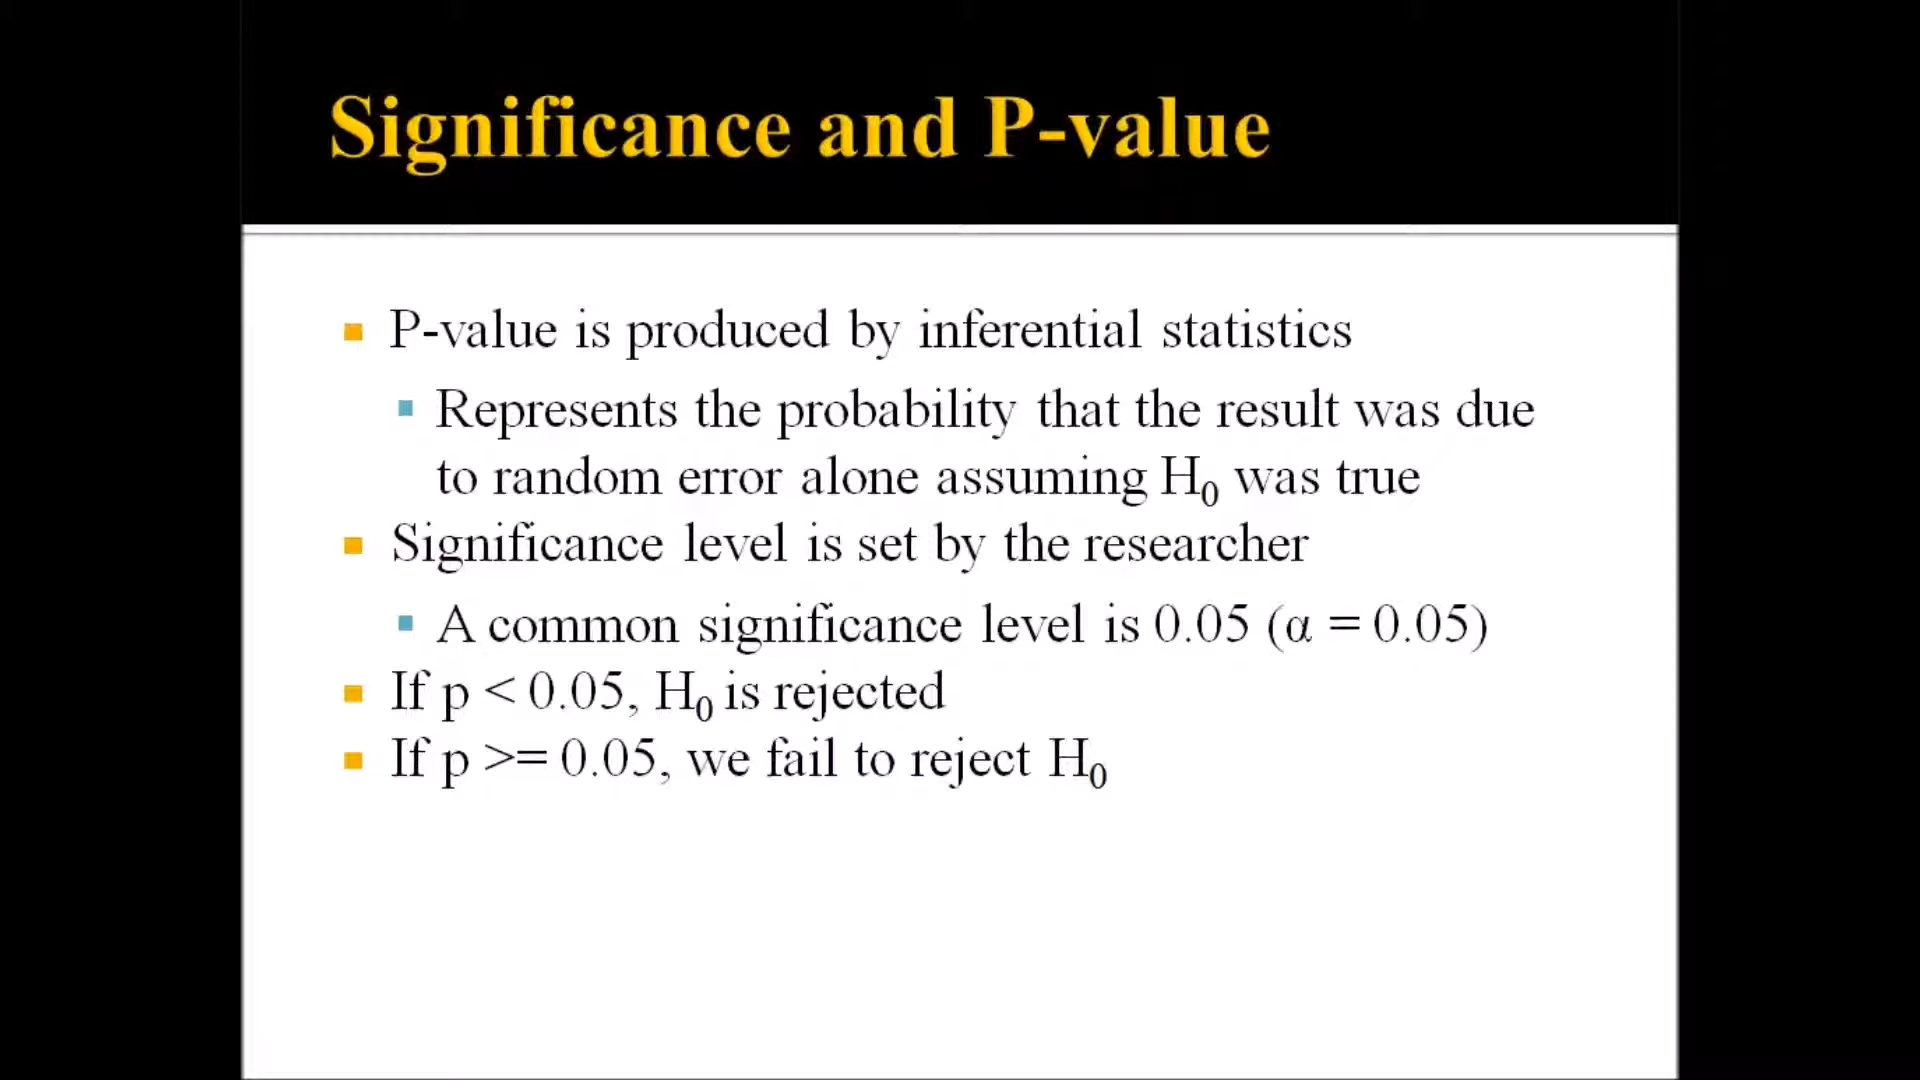 Significance and P-value
P-value is produced by inferential statistics
Represents the probability that the result was due
to random error alone assuming H₀ was true
Significance level is set by the researcher
A common significance level is 0.05 (α = 0.05)
If p < 0.05, H₀ is rejected
If p >= 0.05, we fail to reject H₀